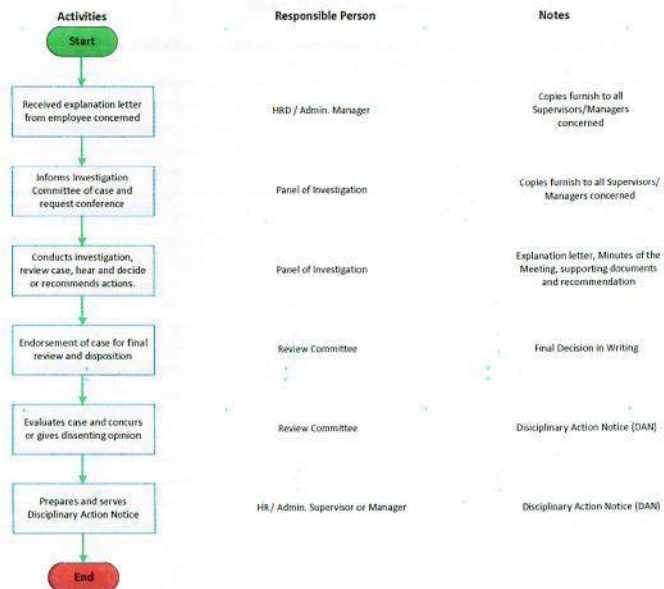 Activities Responsible Person Notes
Start
Received explanation letter
from employee concerned
HRD / Admin. Manager
Copies furnish to all
Supervisors/Managers
concerned
Informs Investigation
Committee of case and
request conference
Panel of Investigation
Copies furnish to all Supervisors/
Managers concerned
Conducts investigation,
review case, hear and decide
or recommends actions.
Panel of Investigation
Explanation letter, Minutes of the
Meeting, supporting documents
and recommendation
Endorsement of case for final
review and disposition
Review Committee
Final Decision in Writing
Evaluates case and concurs
or gives dissenting opinion
Review Committee
Disciplinary Action Notice (DAN)
Prepares and serves
Disciplinary Action Notice
HR/ Admin. Supervisor or Manager
Disciplinary Action Notice (DAN)
End